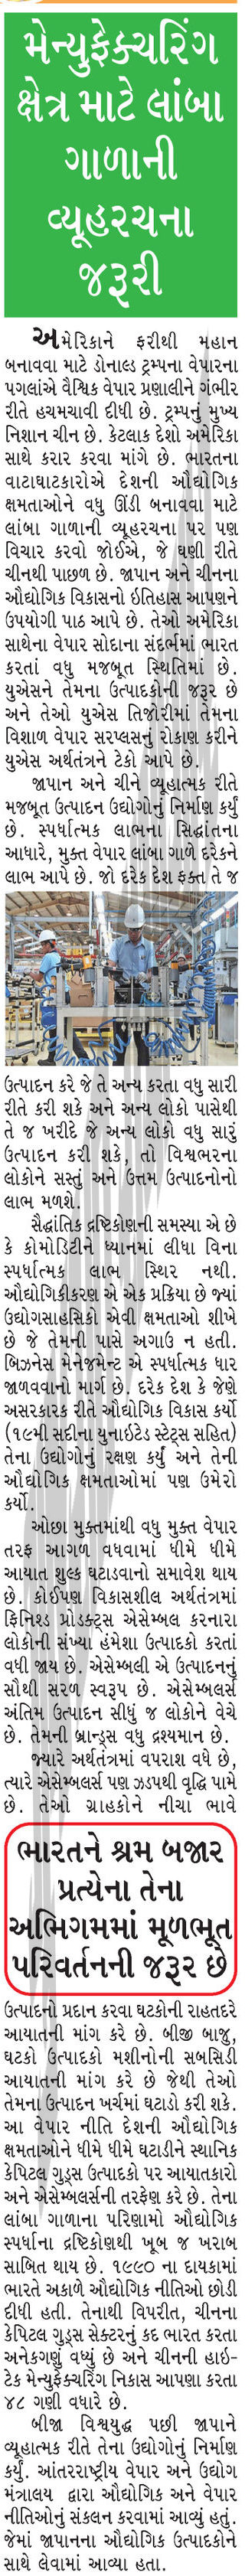 મેન્યુફેક્ચરિંગ
ક્ષેત્ર માટે લાંબા
ગાળાની
વ્યૂહરચના
જરૂરી
અમેરિકાને ફરીથી મહાન
બનાવવા માટે ડોનાલ્ડ ટ્રમ્પના વેપારના
પગલાંએ વૈશ્વિક વેપાર પ્રણાલીને ગંભીર
રીતે હચમચાવી દીધી છે. ટ્રમ્પનું મુખ્ય
નિશાન ચીન છે. કેટલાક દેશો અમેરિકા
સાથે કરાર કરવા માંગે છે. ભારતના
વાટાઘાટકારોએ દેશની ઔદ્યોગિક
ક્ષમતાઓને વધુ ઊંડી બનાવવા માટે
લાંબા ગાળાની વ્યૂહરચના પર પણ
વિચાર કરવો જોઈએ, જે ઘણી રીતે
ચીનથી પાછળ છે. જાપાન અને ચીનના
ઔદ્યોગિક વિકાસનો ઇતિહાસ આપણને
ઉપયોગી પાઠ આપે છે. તેઓ અમેરિકા
સાથેના વેપાર સોદાના સંદર્ભમાં ભારત
કરતાં વધુ મજબૂત સ્થિતિમાં છે.
યુએસને તેમના ઉત્પાદકોની જરૂર છે
અને તેઓ યુએસ તિજોરીમાં તેમના
વિશાળ વેપાર સરપ્લસનું રોકાણ કરીને
યુએસ અર્થતંત્રને ટેકો આપે છે.
જાપાન અને ચીને વ્યૂહાત્મક રીતે
મજબૂત ઉત્પાદન ઉદ્યોગોનું નિર્માણ કર્યું
છે. સ્પર્ધાત્મક લાભના સિદ્ધાંતના
આધારે, મુક્ત વેપાર લાંબા ગાળે દરેકને
લાભ આપે છે. જો દરેક દેશ ફક્ત તે જ
ઉત્પાદન કરે જે તે અન્ય કરતા વધુ સારી
રીતે કરી શકે અને અન્ય લોકો પાસેથી
તે જ ખરીદે જે અન્ય લોકો વધુ સારું
ઉત્પાદન કરી શકે, તો વિશ્વભરના
લોકોને સસ્તું અને ઉત્તમ ઉત્પાદનોનો
લાભ મળશે.
સૈદ્ધાંતિક દ્રષ્ટિકોણની સમસ્યા એ છે
કે કોમોડિટીને ધ્યાનમાં લીધા વિના
સ્પર્ધાત્મક લાભ સ્થિર નથી.
ઔદ્યોગિકીકરણ એ એક પ્રક્રિયા છે જ્યાં
ઉદ્યોગસાહસિકો એવી ક્ષમતાઓ શીખે
છે જે તેમની પાસે અગાઉ ન હતી.
બિઝનેસ મેનેજમેન્ટ એ સ્પર્ધાત્મક ધાર
જાળવવાનો માર્ગ છે. દરેક દેશ કે જેણે
અસરકારક રીતે ઔદ્યોગિક વિકાસ કર્યો
(૧૯મી સદીના યુનાઇટેડ સ્ટેટ્સ સહિત)
તેના ઉદ્યોગોનું રક્ષણ કર્યું અને તેની
ઔદ્યોગિક ક્ષમતાઓમાં પણ ઉમેરો
કર્યો.
ઓછા મુક્તમાંથી વધુ મુક્ત વેપાર
તરફ આગળ વધવામાં ધીમે ધીમે
આયાત શુલ્ક ઘટાડવાનો સમાવેશ થાય
છે. કોઈપણ વિકાસશીલ અર્થતંત્રમાં
ફિનિશ્ડ પ્રોડક્ટ્સ એસેમ્બલ કરનારા
લોકોની સંખ્યા હંમેશા ઉત્પાદકો કરતાં
વધી જાય છે. એસેમ્બલી એ ઉત્પાદનનું
સૌથી સરળ સ્વરૂપ છે. એસેમ્બલર્સ
અંતિમ ઉત્પાદન સીધું જ લોકોને વેચે
છે. તેમની બ્રાન્ડ્સ વધુ દ્રશ્યમાન છે.
જ્યારે અર્થતંત્રમાં વપરાશ વધે છે,
ત્યારે એસેમ્બલર્સ પણ ઝડપથી વૃદ્ધિ પામે
છે. તેઓ ગ્રાહકોને નીચા ભાવે
ભારતને શ્રમ બજાર
પ્રત્યેના તેના
અભિગમમાં મૂળભૂત
પરિવર્તનની જરૂર છે
ઉત્પાદનો પ્રદાન કરવા ઘટકોની રાહતદરે
આયાતની માંગ કરે છે. બીજી બાજુ,
ઘટકો ઉત્પાદકો મશીનોની સબસિડી
આયાતની માંગ કરે છે જેથી તેઓ
તેમના ઉત્પાદન ખર્ચમાં ઘટાડો કરી શકે.
આ વેપાર નીતિ દેશની ઔદ્યોગિક
ક્ષમતાઓને ધીમે ધીમે ઘટાડીને સ્થાનિક
કેપિટલ ગુડ્સ ઉત્પાદકો પર આયાતકારો
અને એસેમ્બલર્સની તરફેણ કરે છે. તેના
લાંબા ગાળાના પરિણામો ઔદ્યોગિક
સ્પર્ધાના દ્રષ્ટિકોણથી ખૂબ જ ખરાબ
સાબિત થાય છે. ૧૯૯૦ ના દાયકામાં
ભારતે અકાળે ઔદ્યોગિક નીતિઓ છોડી
દીધી હતી. તેનાથી વિપરીત, ચીનના
કેપિટલ ગુડ્સ સેક્ટરનું કદ ભારત કરતા
અનેકગણું વધ્યું છે અને ચીનની હાઇ-
ટેક મેન્યુફેક્ચરિંગ નિકાસ આપણા કરતા
૪૮ ગણી વધારે છે.
બીજા વિશ્વયુદ્ધ પછી જાપાને
વ્યૂહાત્મક રીતે તેના ઉદ્યોગોનું નિર્માણ
કર્યું. આંતરરાષ્ટ્રીય વેપાર અને ઉદ્યોગ
મંત્રાલય દ્વારા ઔદ્યોગિક અને વેપાર
નીતિઓનું સંકલન કરવામાં આવ્યું હતું.
જેમાં જાપાનના ઔદ્યોગિક ઉત્પાદકોને
સાથે લેવામાં આવ્યા હતા.